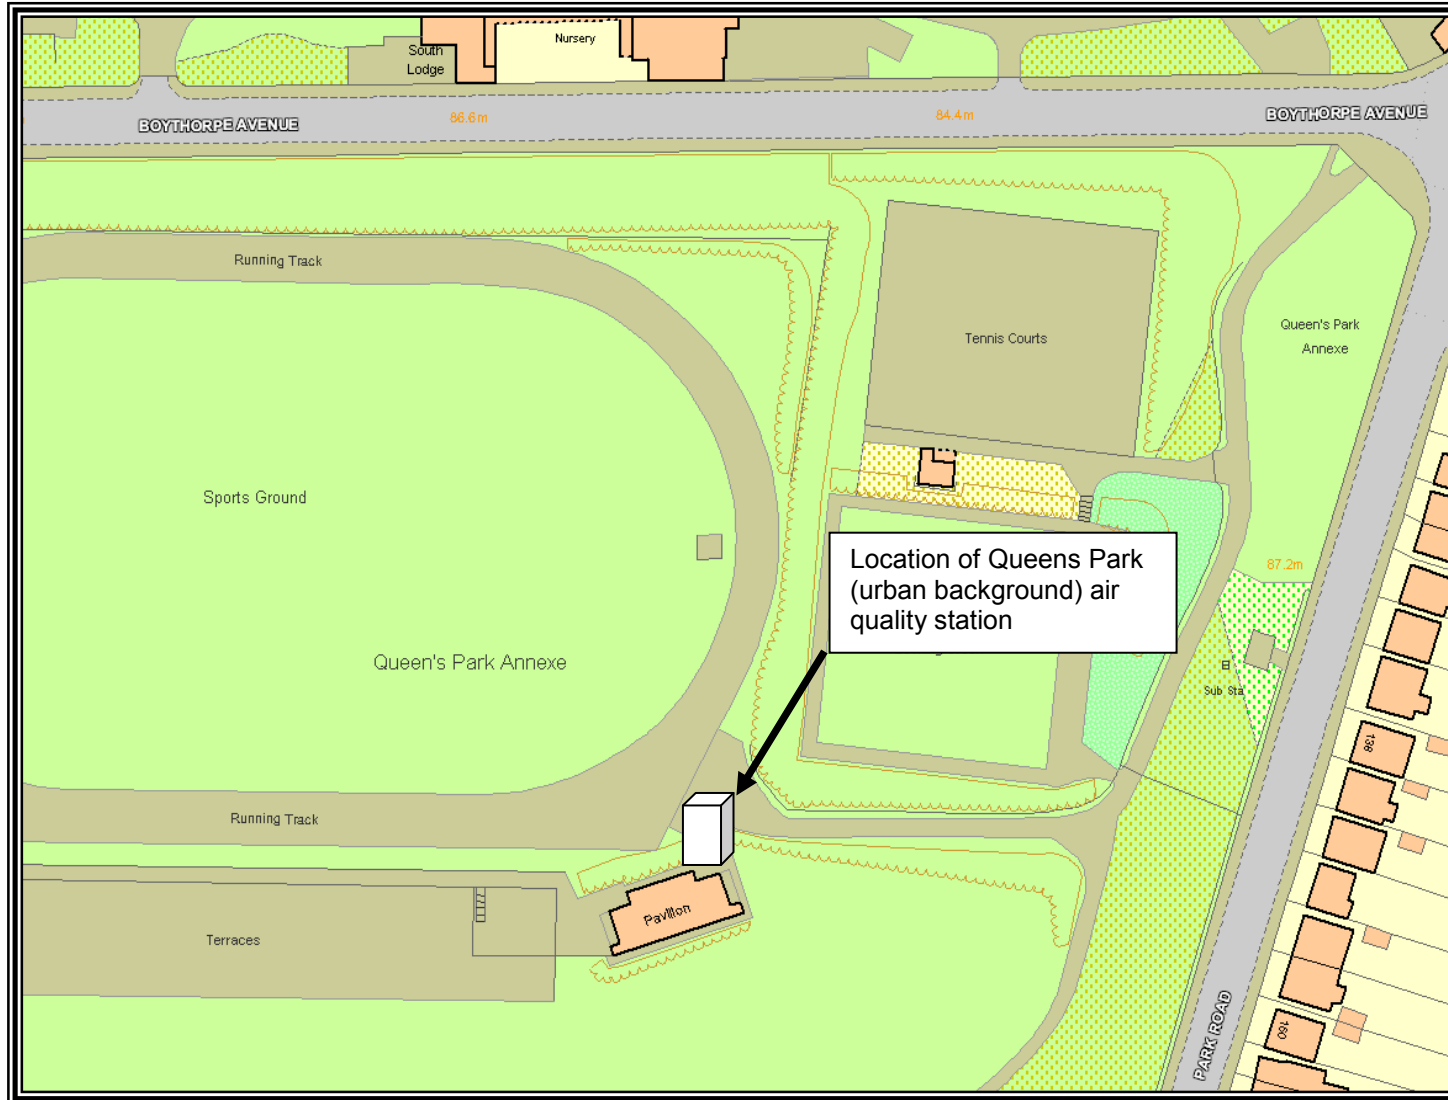 South
Lodge
Nursery
BOYTHORPE AVENUE
86.6m
84.4m
BOYTHORPE AVENUE
Running Track
Tennis Courts
Queen's Park
Annexe
Sports Ground
Location of Queens Park
(urban background) air
quality station
87.2m
Queen's Park Annexe
El
Sub Sta
138
Running Track
Pavilion
Terraces
160
PARK ROAD